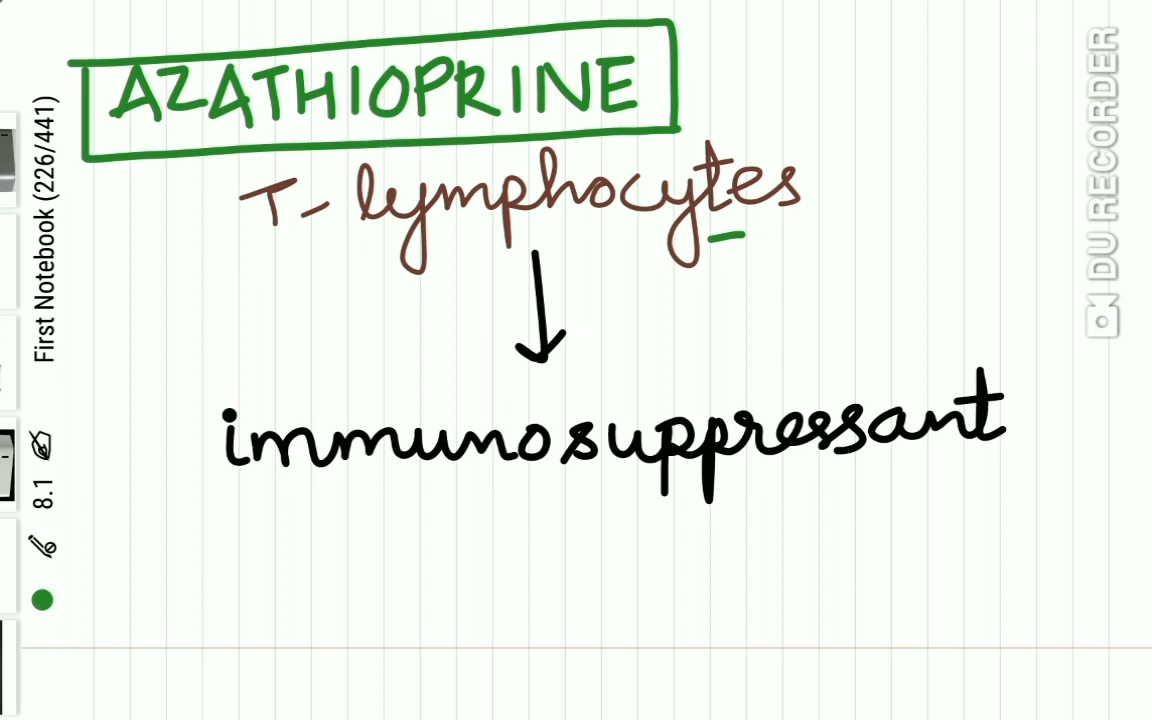 AZATHIOPRINE
T- lymphocytes
immunosuppressant
First Notebook (226/441)
8.1
DU RECORDER